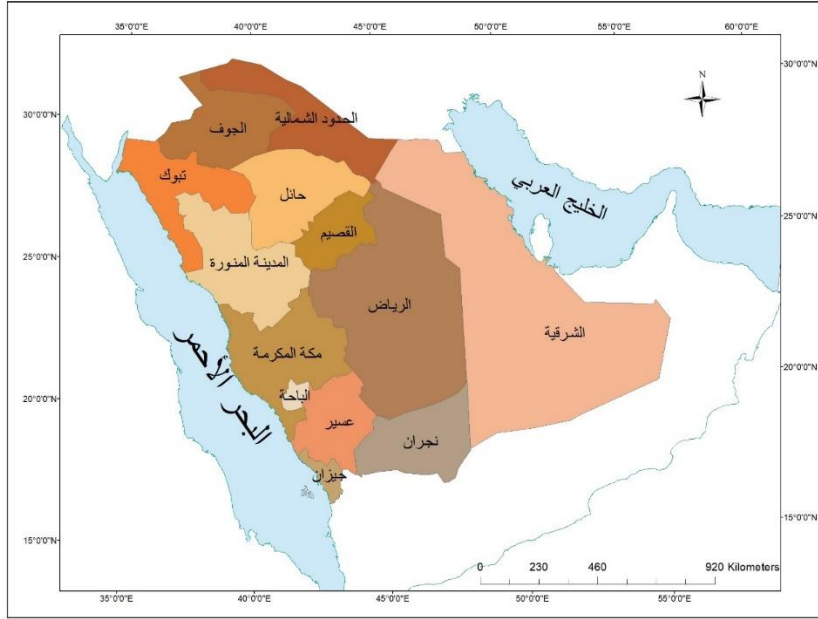 35°0'0"E 40°0'0"E 45°0'0"E 50°0'0"E 55°0'0"E 60°0'0"E
30°0'0"N
25°0'0"N
20°0'0"N
15°0'0"N
30°0'0"N
25°0'0"N
20°0'0"N
15°0'0"N
N
الحدود الشمالية
الجوف
تبوك
حائل
القصيم
المدينة المنورة
الرياض
الشرقية
مكة المكرمة
الباحة
عسير
نجران
جيزان
الخليج العربي
البحر الأحمر
0 230 460 920 Kilometers
35°0'0"E 40°0'0"E 45°0'0"E 50°0'0"E 55°0'0"E